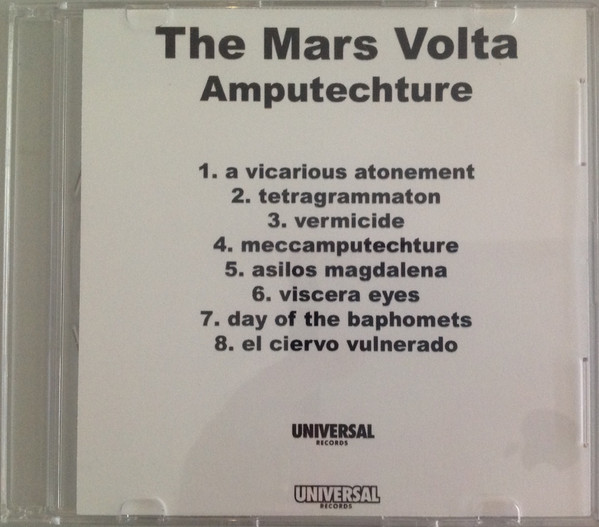 The Mars Volta
Amputechture
1. a vicarious atonement
2. tetragrammaton
3. vermicide
4. meccamputechture
5. asilos magdalena
6. viscera eyes
7. day of the baphomets
8. el ciervo vulnerado
UNIVERSAL
RECORDS
UNIVERSAL
RECORDS